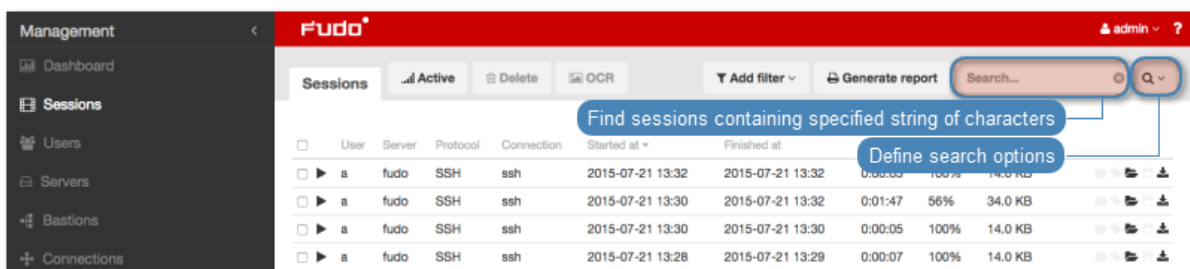 Management
Dashboard
Sessions
Users
Servers
Bastions
Connections
FUDO
admin ?
Sessions Active Delete OCR Add filter Generate report Search...
Find sessions containing specified string of characters
Define search options
User Server Protocol Connection Started at Finished at
a fudo SSH ssh 2015-07-21 13:32 2015-07-21 13:32 0:00:03 100% 14.0 KB
a fudo SSH ssh 2015-07-21 13:30 2015-07-21 13:32 0:01:47 56% 34.0 KB
a fudo SSH ssh 2015-07-21 13:30 2015-07-21 13:30 0:00:05 100% 14.0 KB
a fudo SSH ssh 2015-07-21 13:28 2015-07-21 13:29 0:00:07 100% 14.0 KB